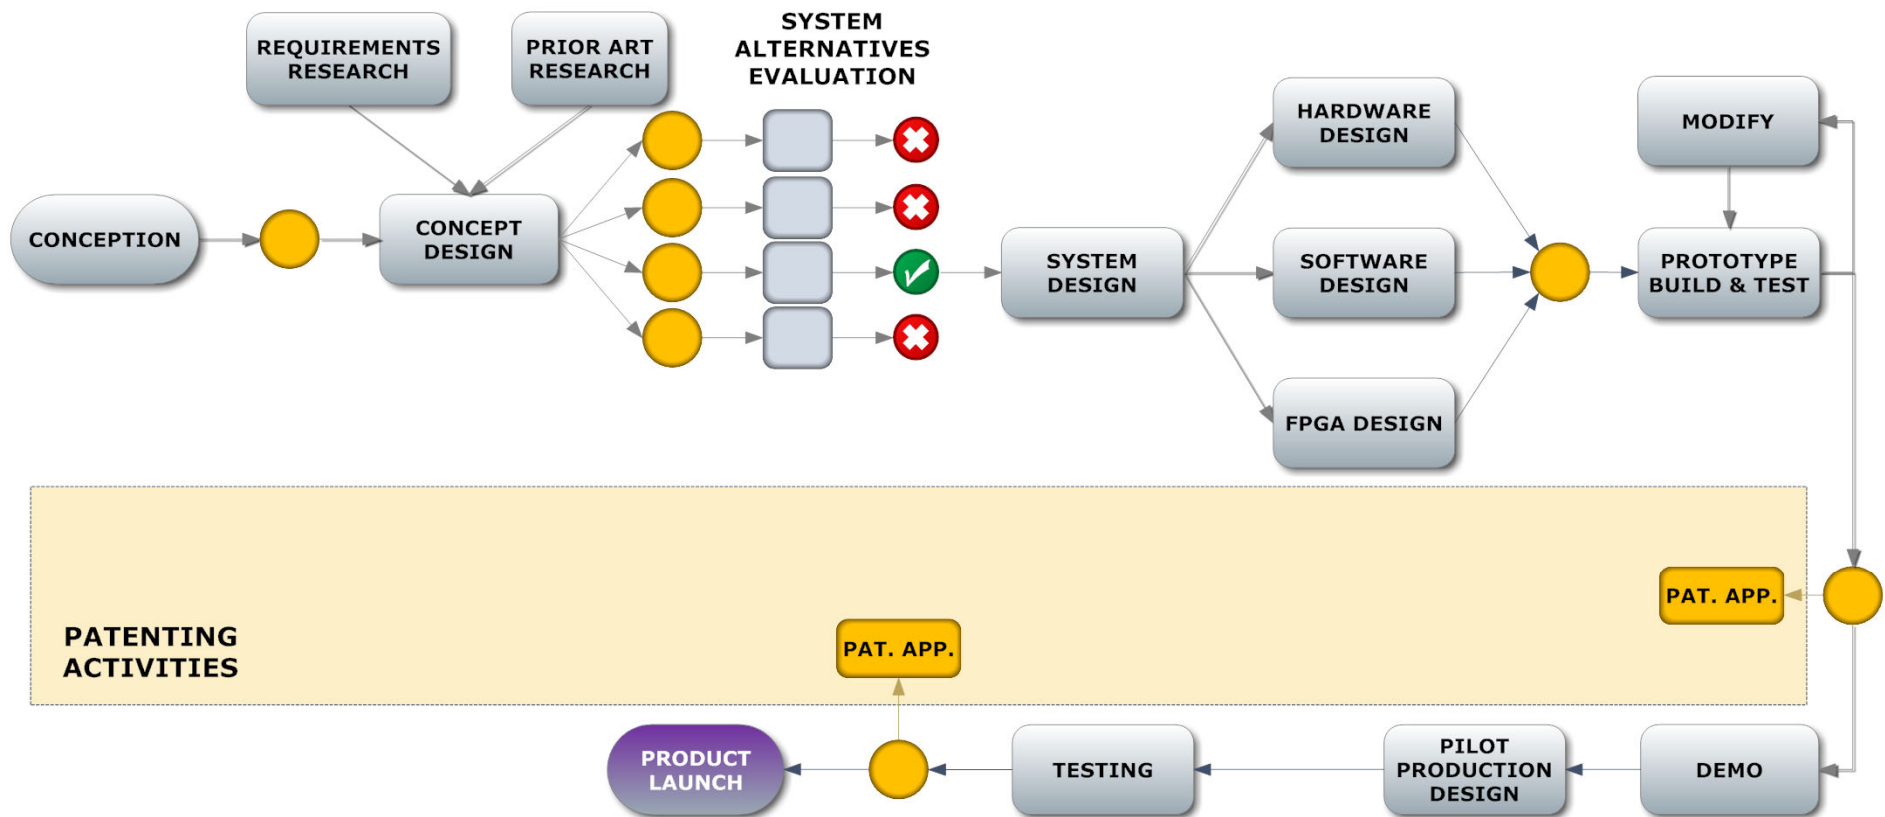 SYSTEM
ALTERNATIVES
EVALUATION
REQUIREMENTS
RESEARCH
PRIOR ART
RESEARCH
CONCEPTION
CONCEPT
DESIGN
SYSTEM
DESIGN
HARDWARE
DESIGN
SOFTWARE
DESIGN
FPGA DESIGN
MODIFY
PROTOTYPE
BUILD & TEST
PATENTING
ACTIVITIES
PAT. APP.
PAT. APP.
DEMO
PILOT
PRODUCTION
DESIGN
TESTING
PRODUCT
LAUNCH